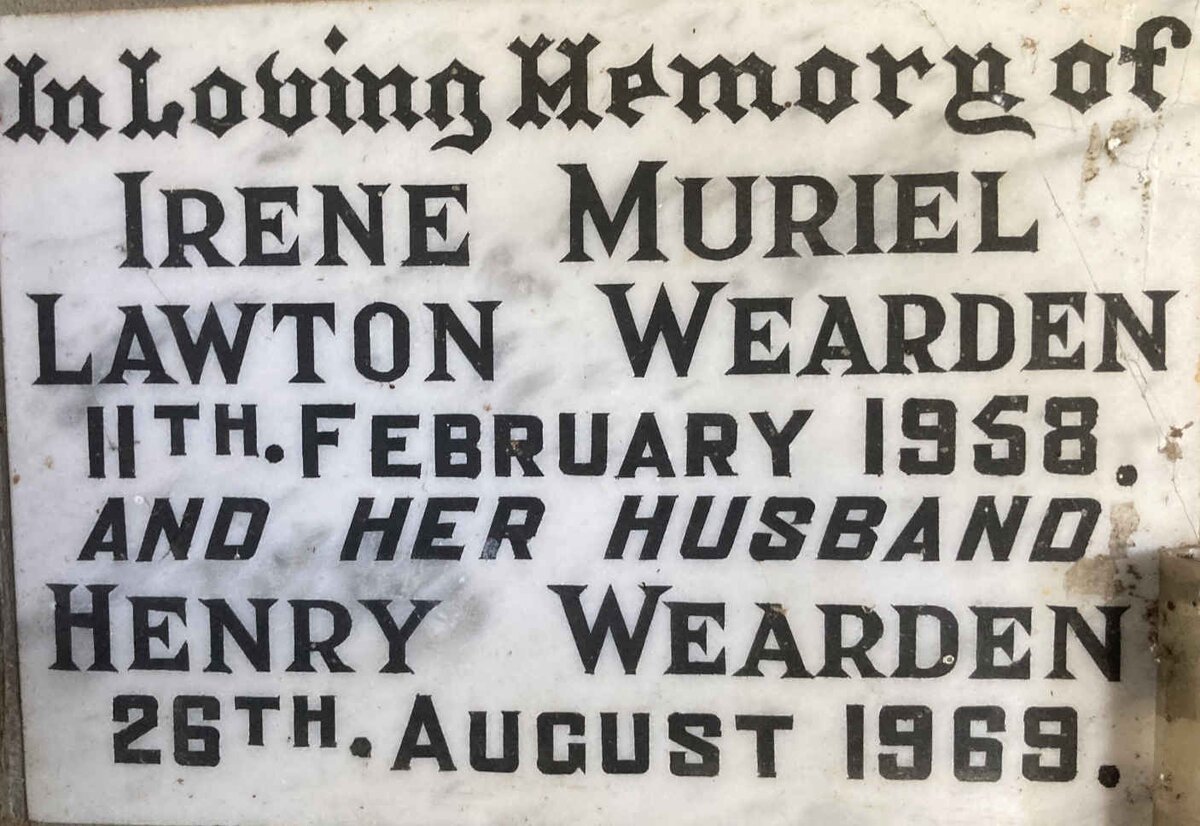 In Loving Memory of
IRENE MURIEL
LAWTON WEARDEN
11TH. FEBRUARY 1958.
AND HER HUSBAND
HENRY WEARDEN
26TH. AUGUST 1969.